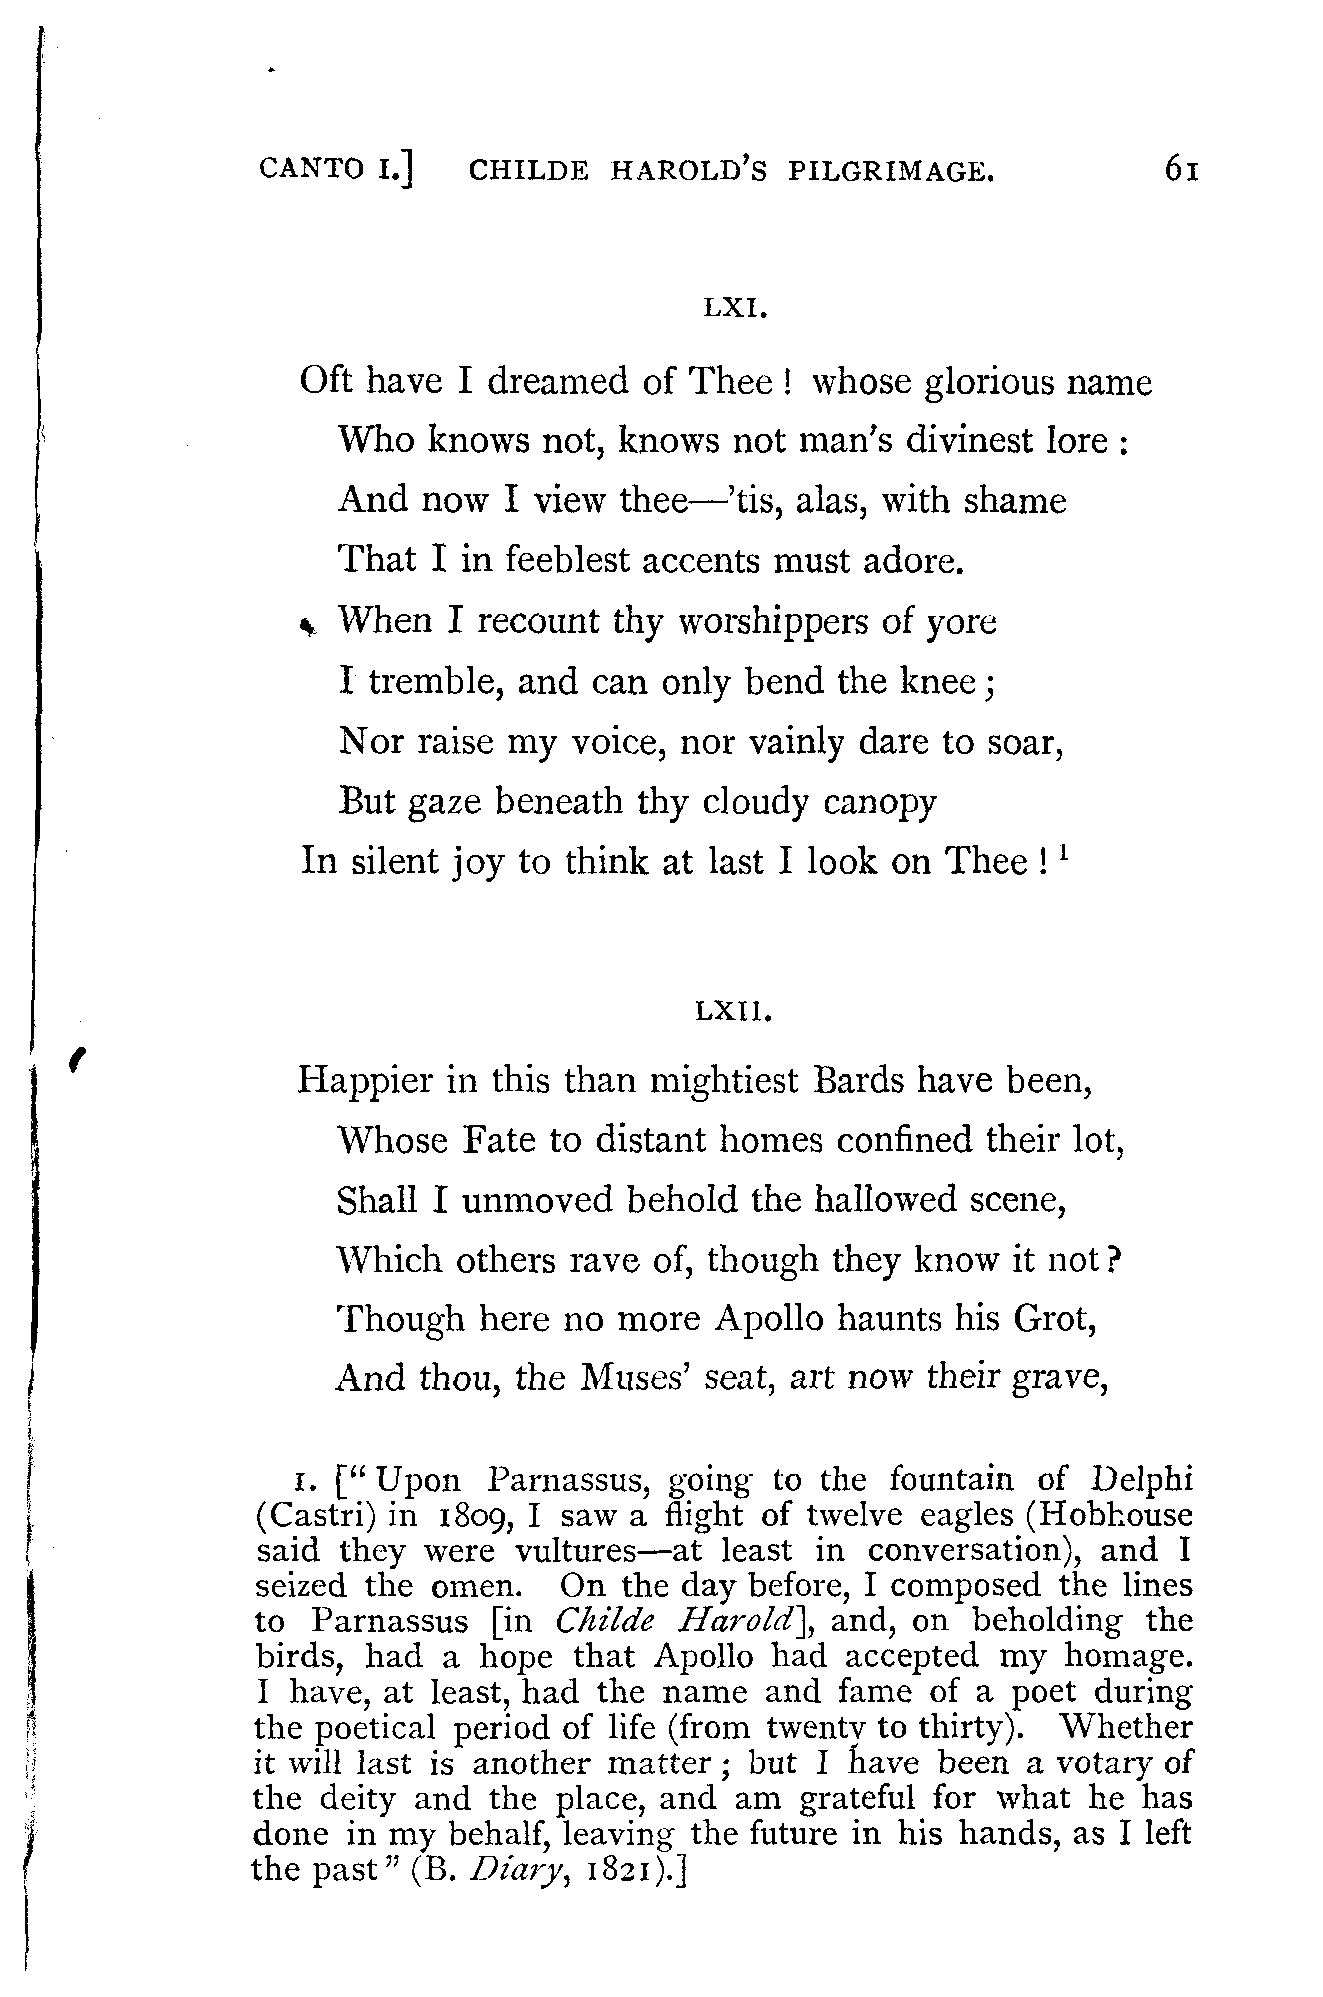 CANTO I.] CHILDE HAROLD'S PILGRIMAGE. 61
LXI.
Oft have I dreamed of Thee! whose glorious name
Who knows not, knows not man's divinest lore:
And now I view thee—'tis, alas, with shame
That I in feeblest accents must adore.
When I recount thy worshippers of yore
I tremble, and can only bend the knee;
Nor raise my voice, nor vainly dare to soar,
But gaze beneath thy cloudy canopy
In silent joy to think at last I look on Thee! 1
LXII.
Happier in this than mightiest Bards have been,
Whose Fate to distant homes confined their lot,
Shall I unmoved behold the hallowed scene,
Which others rave of, though they know it not?
Though here no more Apollo haunts his Grot,
And thou, the Muses' seat, art now their grave,
1. ["Upon Parnassus, going to the fountain of Delphi
(Castri) in 1809, I saw a flight of twelve eagles (Hobhouse
said they were vultures—at least in conversation), and I
seized the omen. On the day before, I composed the lines
to Parnassus [in Childe Harold], and, on beholding the
birds, had a hope that Apollo had accepted my homage.
I have, at least, had the name and fame of a poet during
the poetical period of life (from twenty to thirty). Whether
it will last is another matter; but I have been a votary of
the deity and the place, and am grateful for what he has
done in my behalf, leaving the future in his hands, as I left
the past" (B. Diary, 1821).]